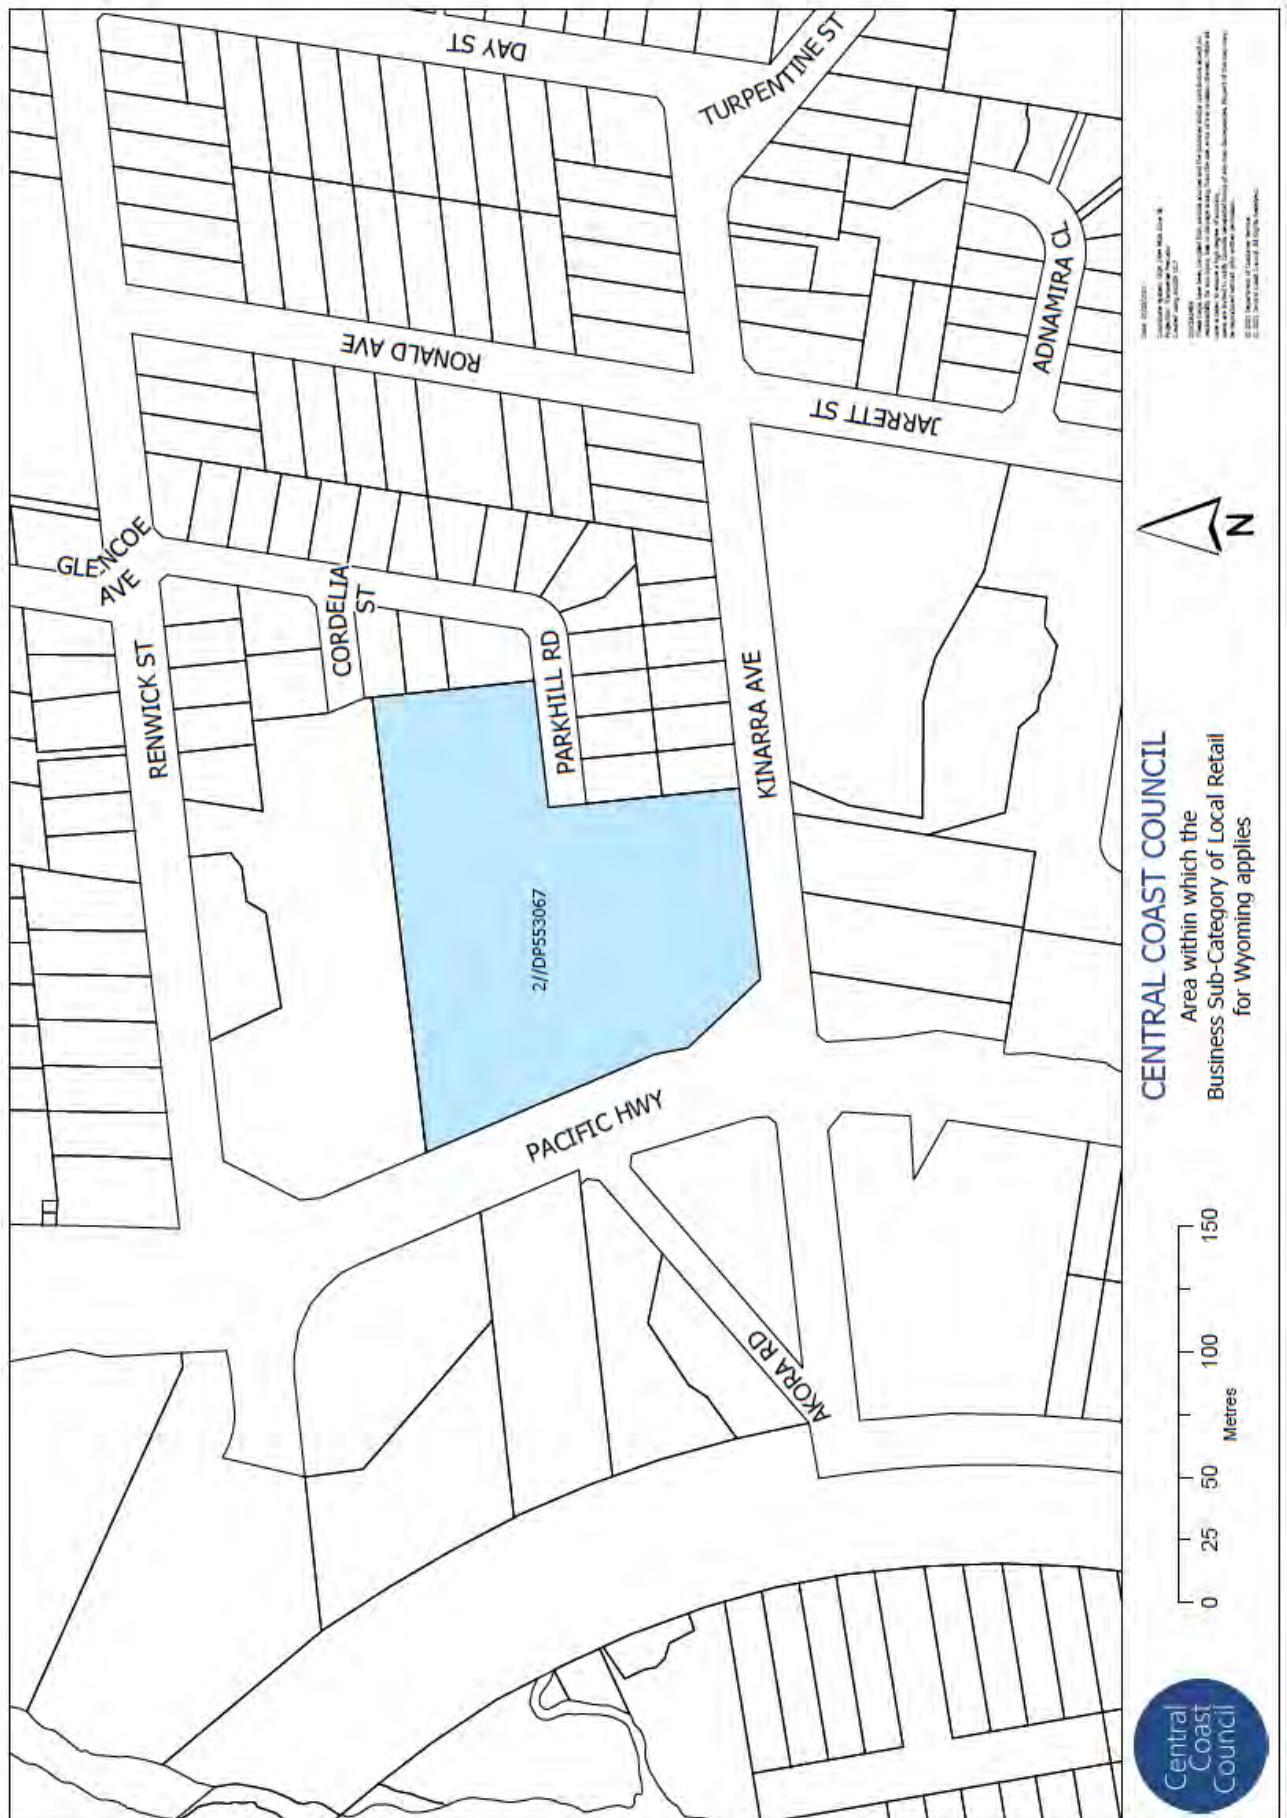 DAY ST
TURPENTINE ST
RONALD AVE
ADNAMIRA CL
JARRETT ST
GLENCOE
AVE
CORDELIA
ST
RENWICK ST
PARKHILL RD
KINARRA AVE
2//DP553067
PACIFIC HWY
AKORA RD
N
CENTRAL COAST COUNCIL
Area within which the
Business Sub-Category of Local Retail
for Wyoming applies
0 25 50 100 150
Metres
Central
Coast
Council